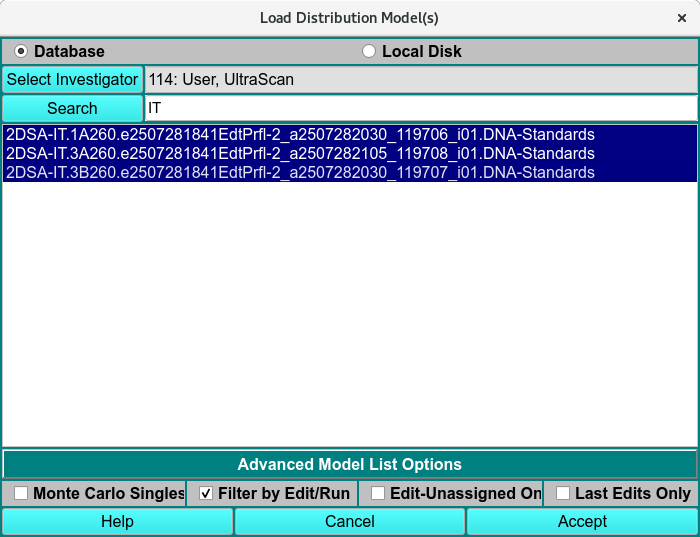 Load Distribution Model(s)
Database Local Disk
Select Investigator 114: User, UltraScan
Search IT
2DSA-IT.1A260.e2507281841EdtPrfl-2_a2507282030_119706_i01.DNA-Standards
2DSA-IT.3A260.e2507281841EdtPrfl-2_a2507282105_119708_i01.DNA-Standards
2DSA-IT.3B260.e2507281841EdtPrfl-2_a2507282030_119707_i01.DNA-Standards
Advanced Model List Options
Monte Carlo Singles Filter by Edit/Run Edit-Unassigned On Last Edits Only
Help Cancel Accept